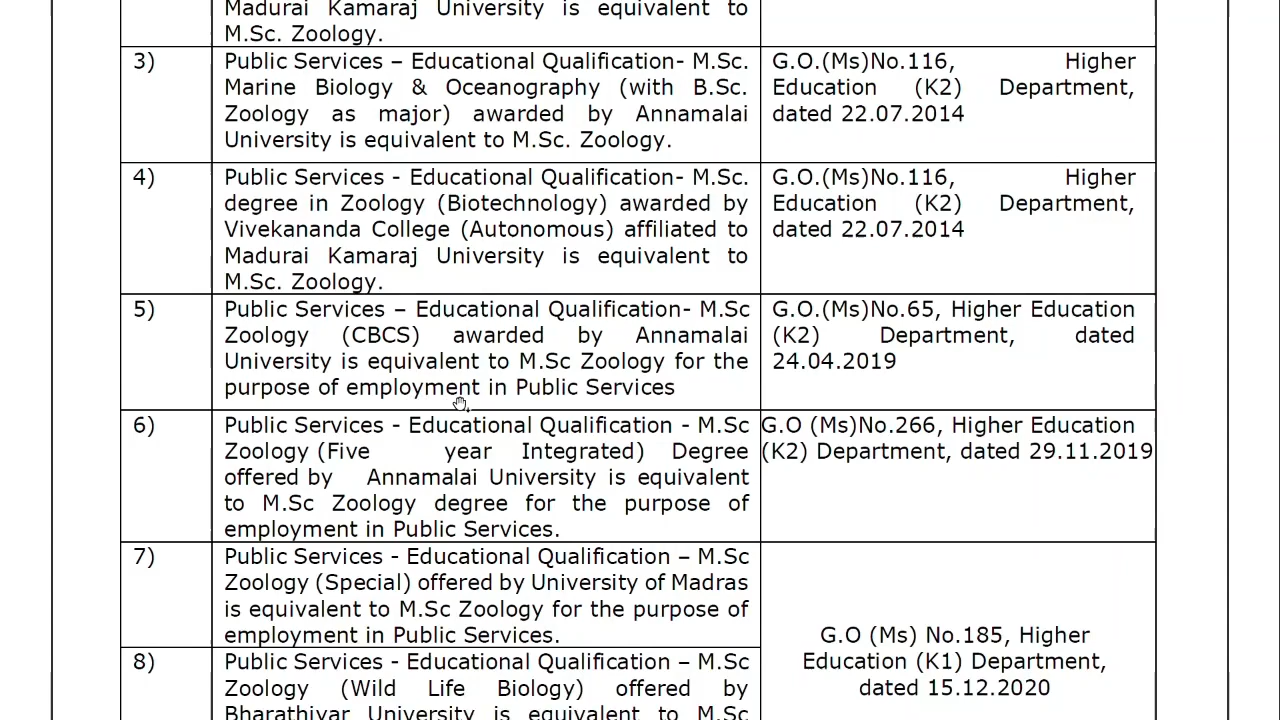 Madurai Kamaraj University is equivalent to
M.Sc. Zoology.
3)
Public Services – Educational Qualification- M.Sc.
Marine Biology & Oceanography (with B.Sc.
Zoology as major) awarded by Annamalai
University is equivalent to M.Sc. Zoology.
G.O.(Ms)No.116, Higher
Education (K2) Department,
dated 22.07.2014
4)
Public Services - Educational Qualification- M.Sc.
degree in Zoology (Biotechnology) awarded by
Vivekananda College (Autonomous) affiliated to
Madurai Kamaraj University is equivalent to
M.Sc. Zoology.
G.O.(Ms)No.116, Higher
Education (K2) Department,
dated 22.07.2014
5)
Public Services – Educational Qualification- M.Sc
Zoology (CBCS) awarded by Annamalai
University is equivalent to M.Sc Zoology for the
purpose of employment in Public Services
G.O.(Ms)No.65, Higher Education
(K2) Department, dated
24.04.2019
6)
Public Services - Educational Qualification - M.Sc
Zoology (Five year Integrated) Degree
offered by Annamalai University is equivalent
to M.Sc Zoology degree for the purpose of
employment in Public Services.
G.O (Ms)No.266, Higher Education
(K2) Department, dated 29.11.2019
7)
Public Services - Educational Qualification – M.Sc
Zoology (Special) offered by University of Madras
is equivalent to M.Sc Zoology for the purpose of
employment in Public Services.
G.O (Ms) No.185, Higher
Education (K1) Department,
dated 15.12.2020
8)
Public Services - Educational Qualification – M.Sc
Zoology (Wild Life Biology) offered by
Bharathiyar University is equivalent to M.Sc